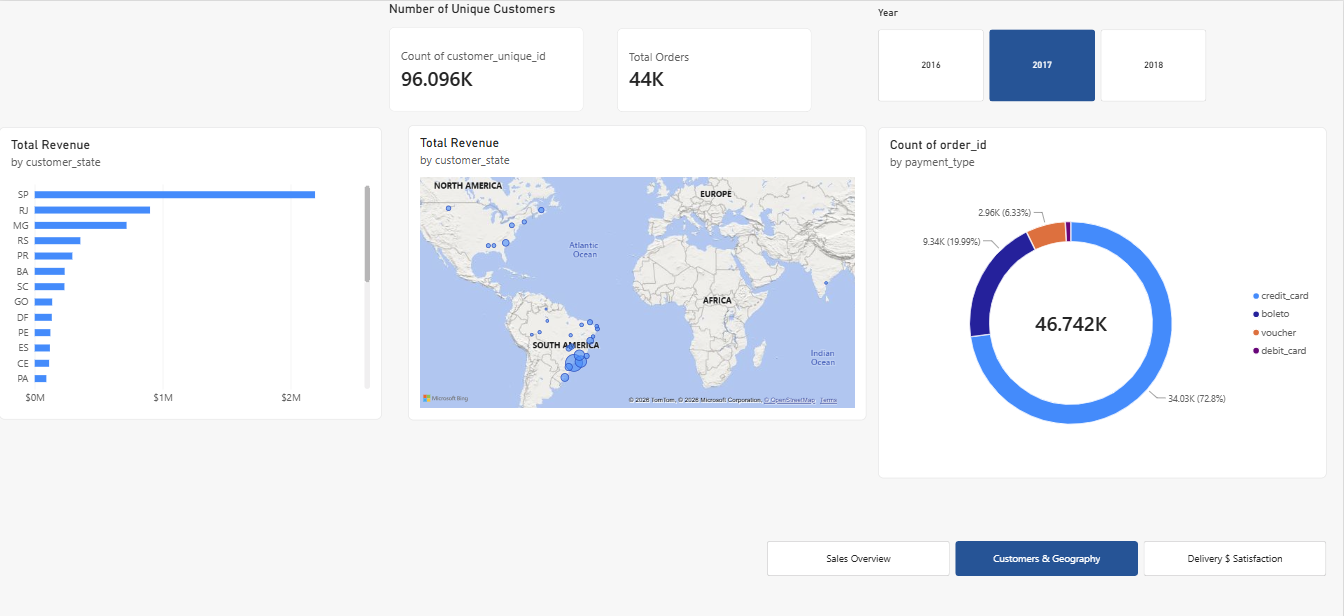 Number of Unique Customers
Count of customer_unique_id
96.096K
Total Orders
44K
Year
2016
2017
2018
Total Revenue
by customer_state
SP
RJ
MG
RS
PR
BA
SC
GO
DF
PE
ES
CE
PA
$0M
$1M
$2M
Total Revenue
by customer_state
NORTH AMERICA
EUROPE
Atlantic
Ocean
AFRICA
SOUTH AMERICA
Indian
Ocean
Microsoft Bing
© 2026 TomTom, © 2026 Microsoft Corporation, © OpenStreetMap Terms
Count of order_id
by payment_type
2.96K (6.33%)
9.34K (19.99%)
46.742K
34.03K (72.8%)
credit_card
boleto
voucher
debit_card
Sales Overview
Customers & Geography
Delivery $ Satisfaction